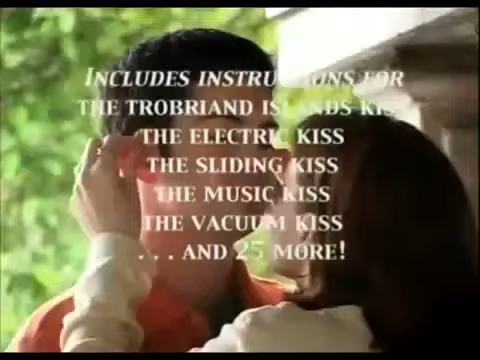 INCLUDES INSTRUCTIONS FOR
THE TROBRIAND ISLANDS KISS
THE ELECTRIC KISS
THE SLIDING KISS
THE MUSIC KISS
THE VACUUM KISS
. . . AND 25 MORE!